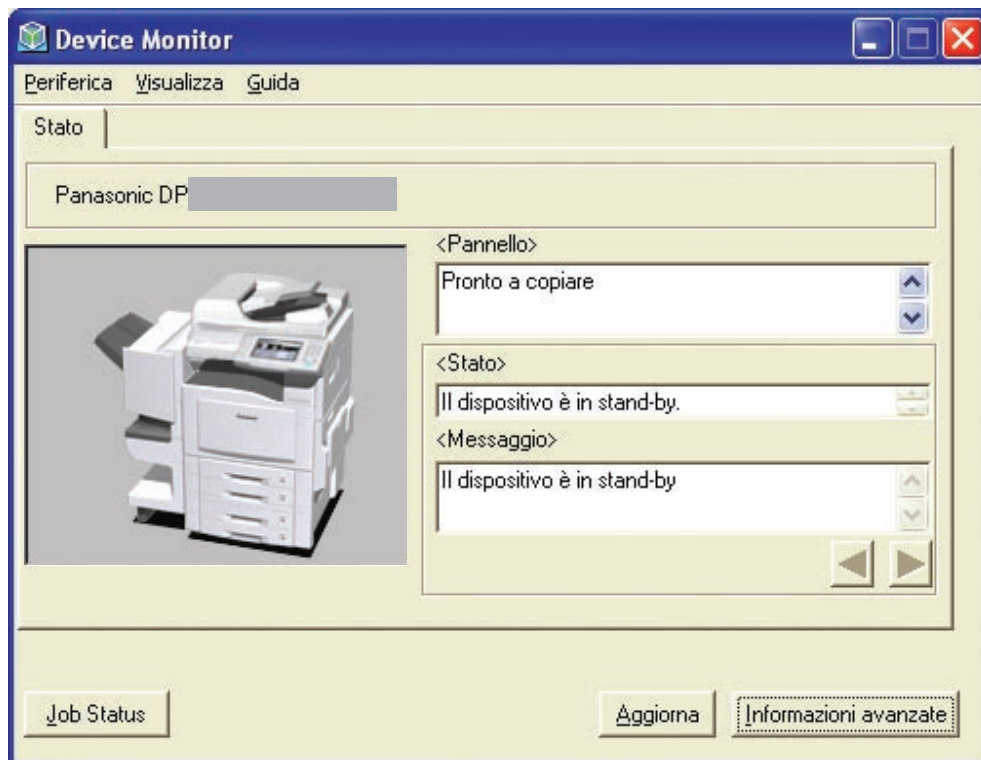 Device Monitor
Periferica Visualizza Guida
Stato
Panasonic DP
<Pannello>
Pronto a copiare
<Stato>
Il dispositivo è in stand-by.
<Messaggio>
Il dispositivo è in stand-by
Job Status Aggiorna Informazioni avanzate